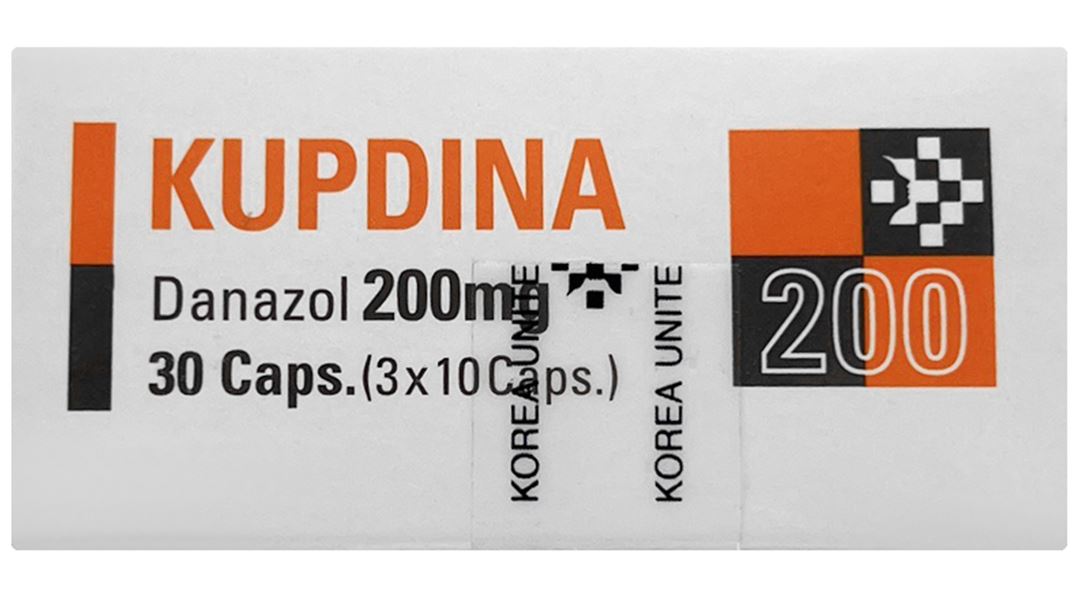 KUPDINA
Danazol 200mg
30 Caps.(3x10Caps.)
200
KOREA UNITE
KOREA UNITE